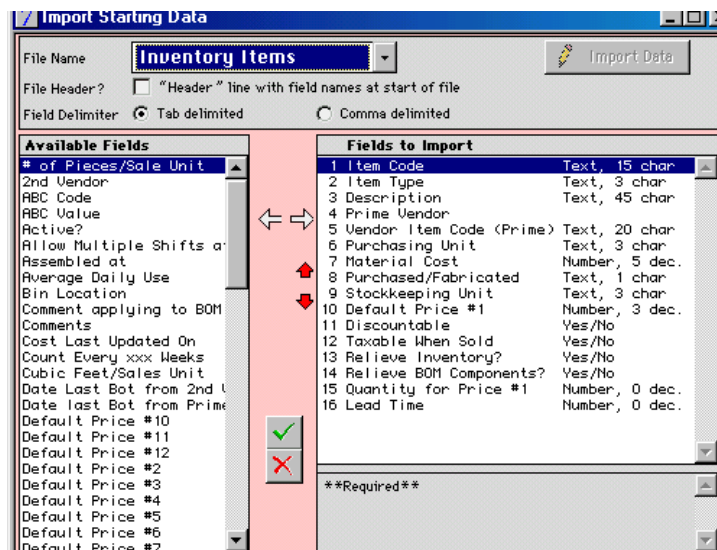 Import Starting Data
File Name Inventory Items Import Data
File Header? "Header" line with field names at start of file
Field Delimiter Tab delimited Comma delimited
Available Fields
# of Pieces/Sale Unit
2nd Vendor
ABC Code
ABC Value
Active?
Allow Multiple Shifts a
Assembled at
Average Daily Use
Bin Location
Comment applying to BOM
Comments
Cost Last Updated On
Count Every xxx Weeks
Cubic Feet/Sales Unit
Date Last Bot from 2nd V
Date last Bot from Prime
Default Price #10
Default Price #11
Default Price #12
Default Price #2
Default Price #3
Default Price #4
Default Price #5
Default Price #6
Default Price #7
Fields to Import
1 Item Code Text, 15 char
2 Item Type Text, 3 char
3 Description Text, 45 char
4 Prime Vendor
5 Vendor Item Code (Prime) Text, 20 char
6 Purchasing Unit Text, 3 char
7 Material Cost Number, 5 dec.
8 Purchased/Fabricated Text, 1 char
9 Stockkeeping Unit Text, 3 char
10 Default Price #1 Number, 3 dec.
11 Discountable Yes/No
12 Taxable When Sold Yes/No
13 Relieve Inventory? Yes/No
14 Relieve BOM Components? Yes/No
15 Quantity for Price #1 Number, 0 dec.
16 Lead Time Number, 0 dec.
**Required**